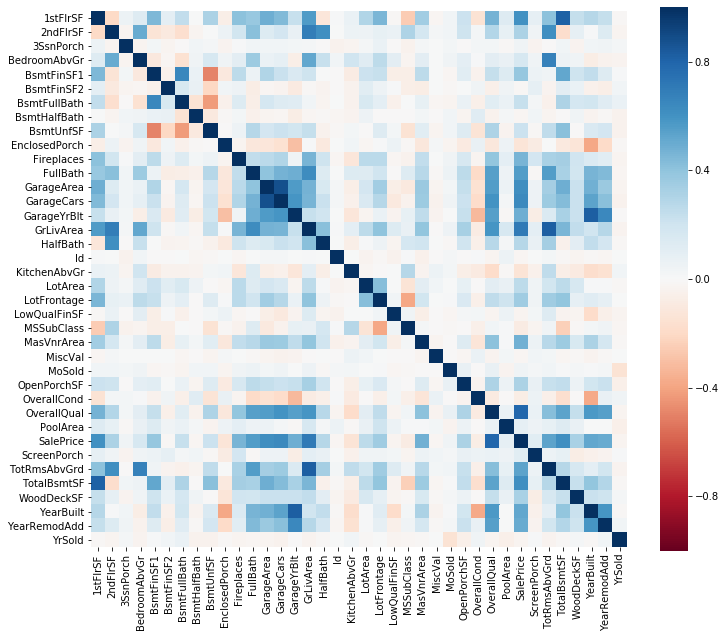 1stFlrSF
2ndFlrSF
3SsnPorch
BedroomAbvGr
BsmtFinSF1
BsmtFinSF2
BsmtFullBath
BsmtHalfBath
BsmtUnfSF
EnclosedPorch
Fireplaces
FullBath
GarageArea
GarageCars
GarageYrBlt
GrLivArea
HalfBath
Id
KitchenAbvGr
LotArea
LotFrontage
LowQualFinSF
MSSubClass
MasVnrArea
MiscVal
MoSold
OpenPorchSF
OverallCond
OverallQual
PoolArea
SalePrice
ScreenPorch
TotRmsAbvGrd
TotalBsmtSF
WoodDeckSF
YearBuilt
YearRemodAdd
YrSold
1stFlrSF
2ndFlrSF
3SsnPorch
BedroomAbvGr
BsmtFinSF1
BsmtFinSF2
BsmtFullBath
BsmtHalfBath
BsmtUnfSF
EnclosedPorch
Fireplaces
FullBath
GarageArea
GarageCars
GarageYrBlt
GrLivArea
HalfBath
Id
KitchenAbvGr
LotArea
LotFrontage
LowQualFinSF
MSSubClass
MasVnrArea
MiscVal
MoSold
OpenPorchSF
OverallCond
OverallQual
PoolArea
SalePrice
ScreenPorch
TotRmsAbvGrd
TotalBsmtSF
WoodDeckSF
YearBuilt
YearRemodAdd
YrSold
0.8
0.4
0.0
−0.4
−0.8